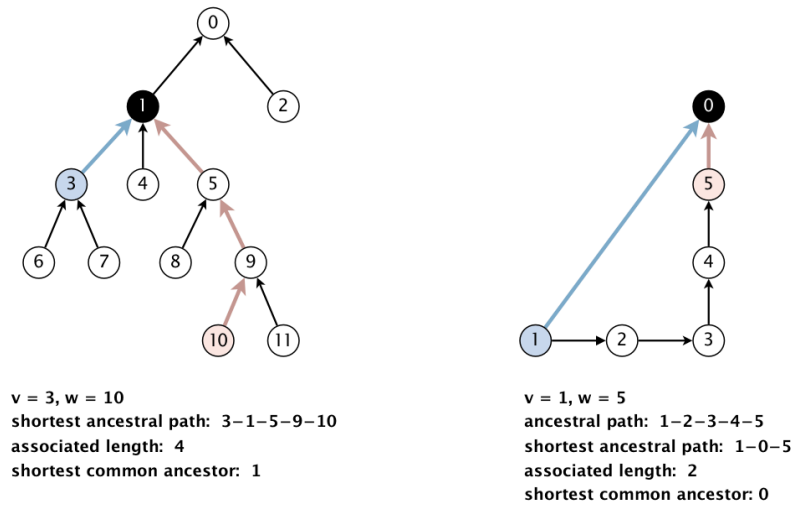 0
1
2
3
4
5
6
7
8
9
10
11
v = 3, w = 10
shortest ancestral path: 3−1−5−9−10
associated length: 4
shortest common ancestor: 1
0
5
4
1
2
3
v = 1, w = 5
ancestral path: 1−2−3−4−5
shortest ancestral path: 1−0−5
associated length: 2
shortest common ancestor: 0